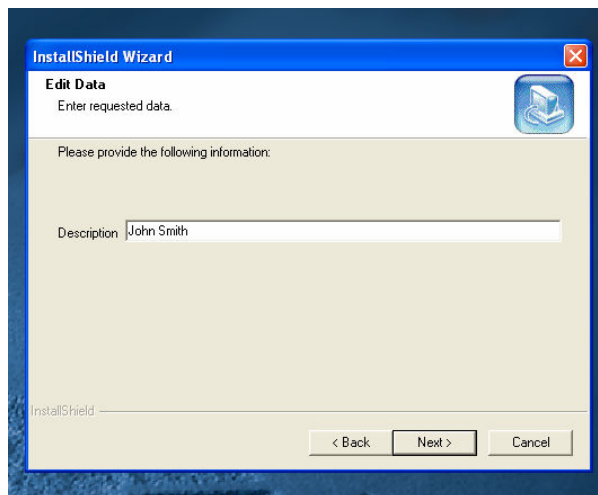 InstallShield Wizard
Edit Data
Enter requested data.
Please provide the following information:
Description John Smith
InstallShield
< Back Next > Cancel